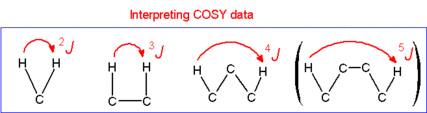 Interpreting COSY data
2J 3J 4J 5J
H H H H H H H H
C C C C C C C C C C